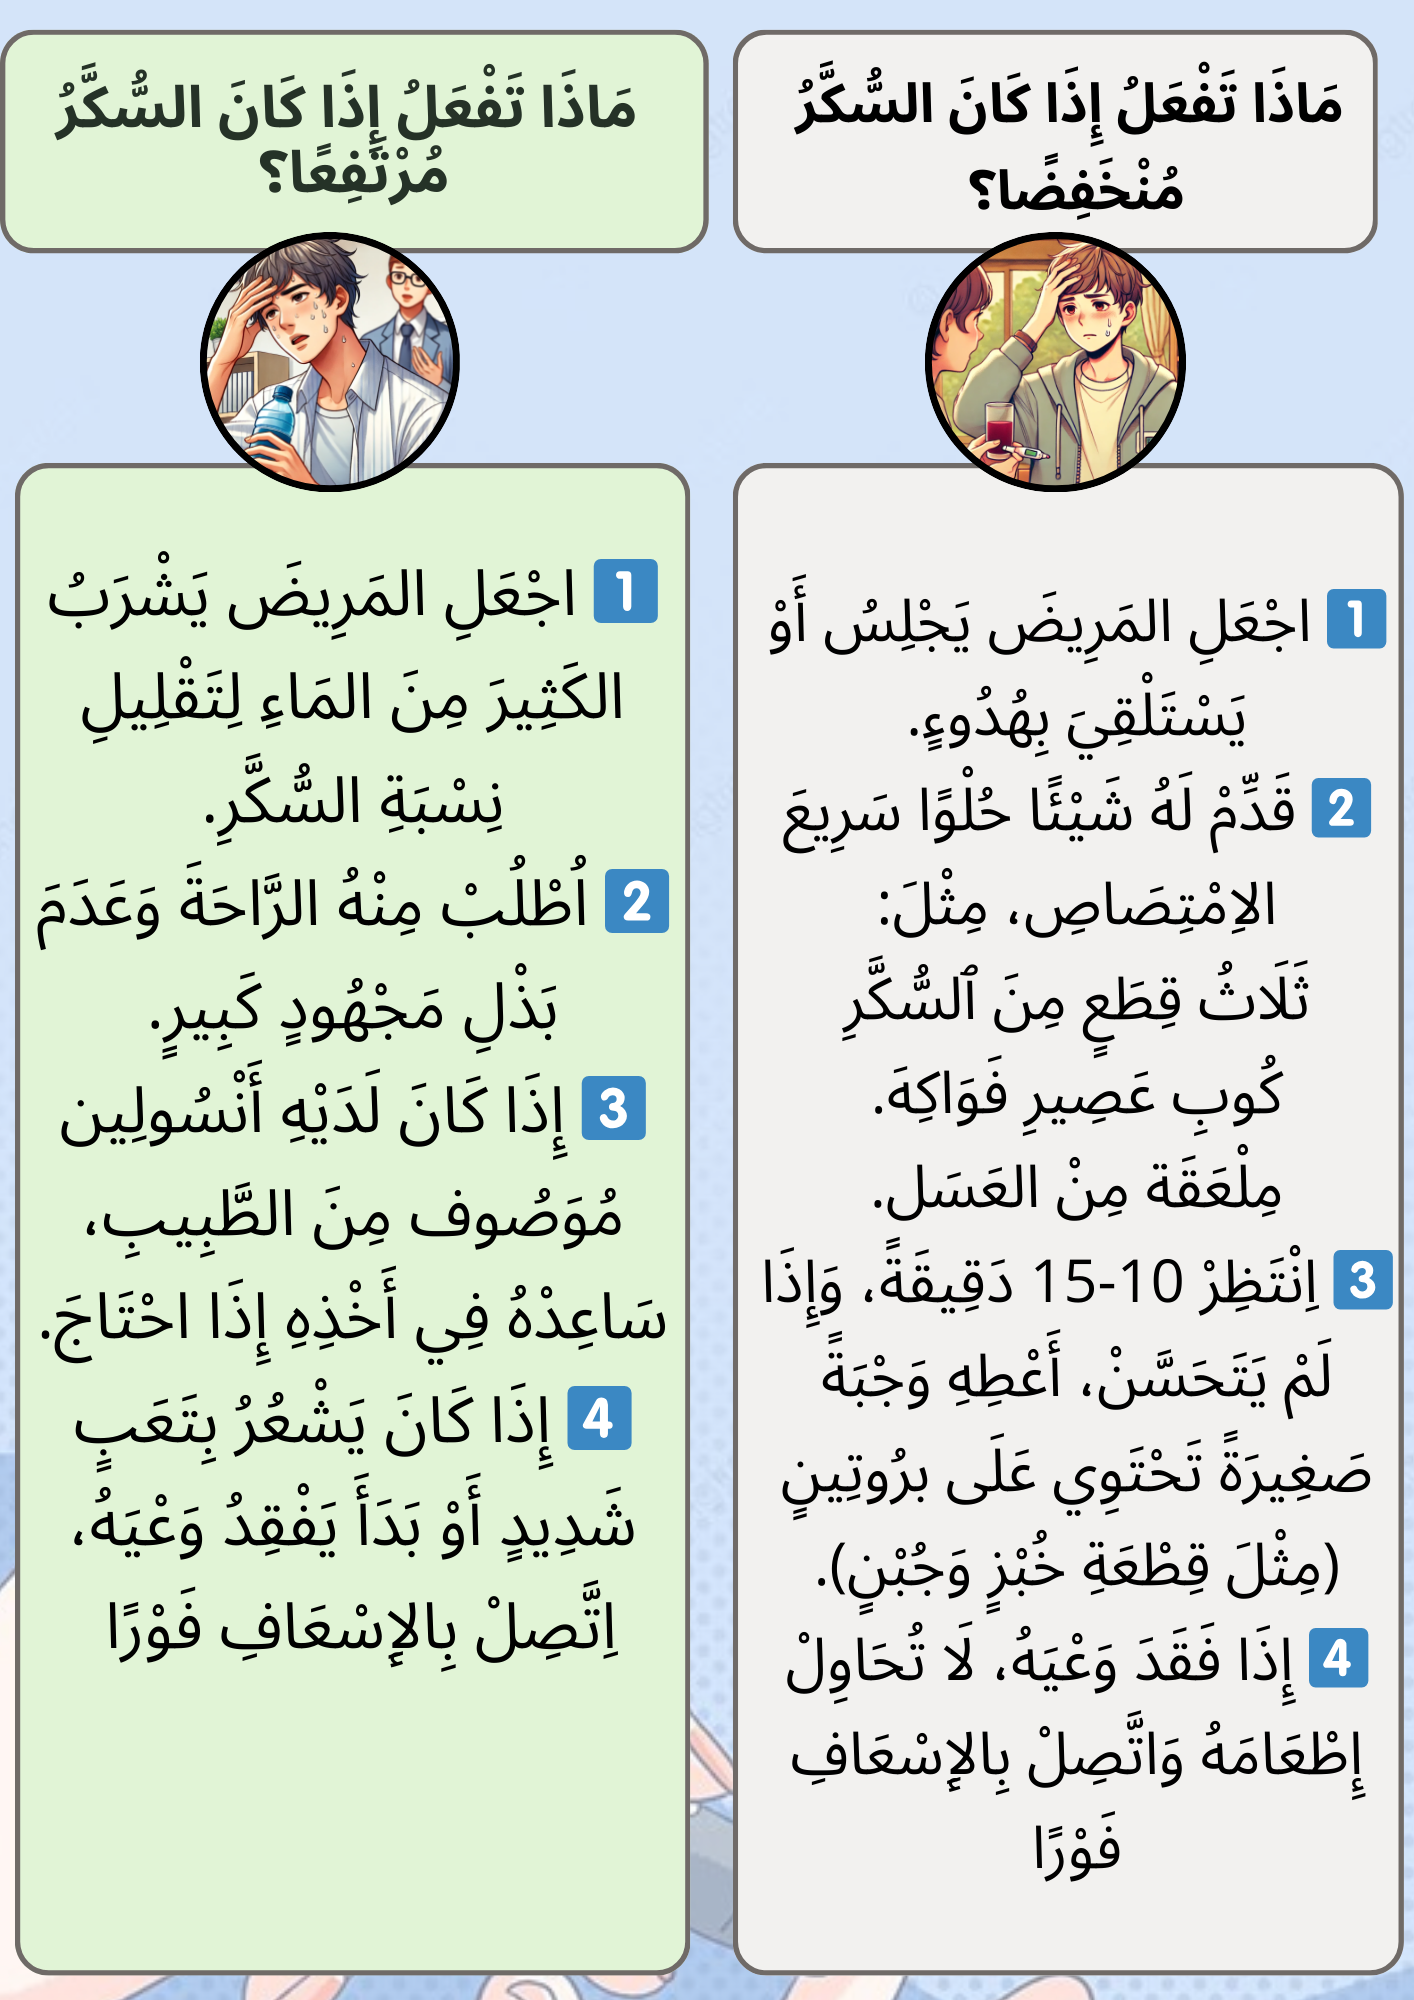 مَاذَا تَفْعَلُ إِذَا كَانَ السُّكَّرُ
مُنْخَفِضًا؟
1 اجْعَلِ المَرِيضَ يَجْلِسُ أَوْ
يَسْتَلْقِيَ بِهُدُوءٍ.
2 قَدِّمْ لَهُ شَيْئًا حُلْوًا سَرِيعَ
الاِمْتِصَاصِ، مِثْلَ:
ثَلَاثُ قِطَعٍ مِنَ ٱلسُّكَّرِ
كُوبِ عَصِيرِ فَوَاكِهَ.
مِلْعَقَة مِنْ العَسَل.
3 اِنْتَظِرْ 10-15 دَقِيقَةً، وَإِذَا
لَمْ يَتَحَسَّنْ، أَعْطِهِ وَجْبَةً
صَغِيرَةً تَحْتَوِي عَلَى برُوتِينٍ
(مِثْلَ قِطْعَةِ خُبْزٍ وَجُبْنٍ).
4 إِذَا فَقَدَ وَعْيَهُ، لَا تُحَاوِلْ
إِطْعَامَهُ وَاتَّصِلْ بِالإِسْعَافِ
فَوْرًا
مَاذَا تَفْعَلُ إِذَا كَانَ السُّكَّرُ
مُرْتَفِعًا؟
1 اجْعَلِ المَرِيضَ يَشْرَبُ
الكَثِيرَ مِنَ المَاءِ لِتَقْلِيلِ
نِسْبَةِ السُّكَّرِ.
2 اُطْلُبْ مِنْهُ الرَّاحَةَ وَعَدَمَ
بَذْلِ مَجْهُودٍ كَبِيرٍ.
3 إِذَا كَانَ لَدَيْهِ أَنْسُولِين
مُوَصُوف مِنَ الطَّبِيبِ،
سَاعِدْهُ فِي أَخْذِهِ إِذَا احْتَاجَ.
4 إِذَا كَانَ يَشْعُرُ بِتَعَبٍ
شَدِيدٍ أَوْ بَدَأَ يَفْقِدُ وَعْيَهُ،
اِتَّصِلْ بِالإِسْعَافِ فَوْرًا